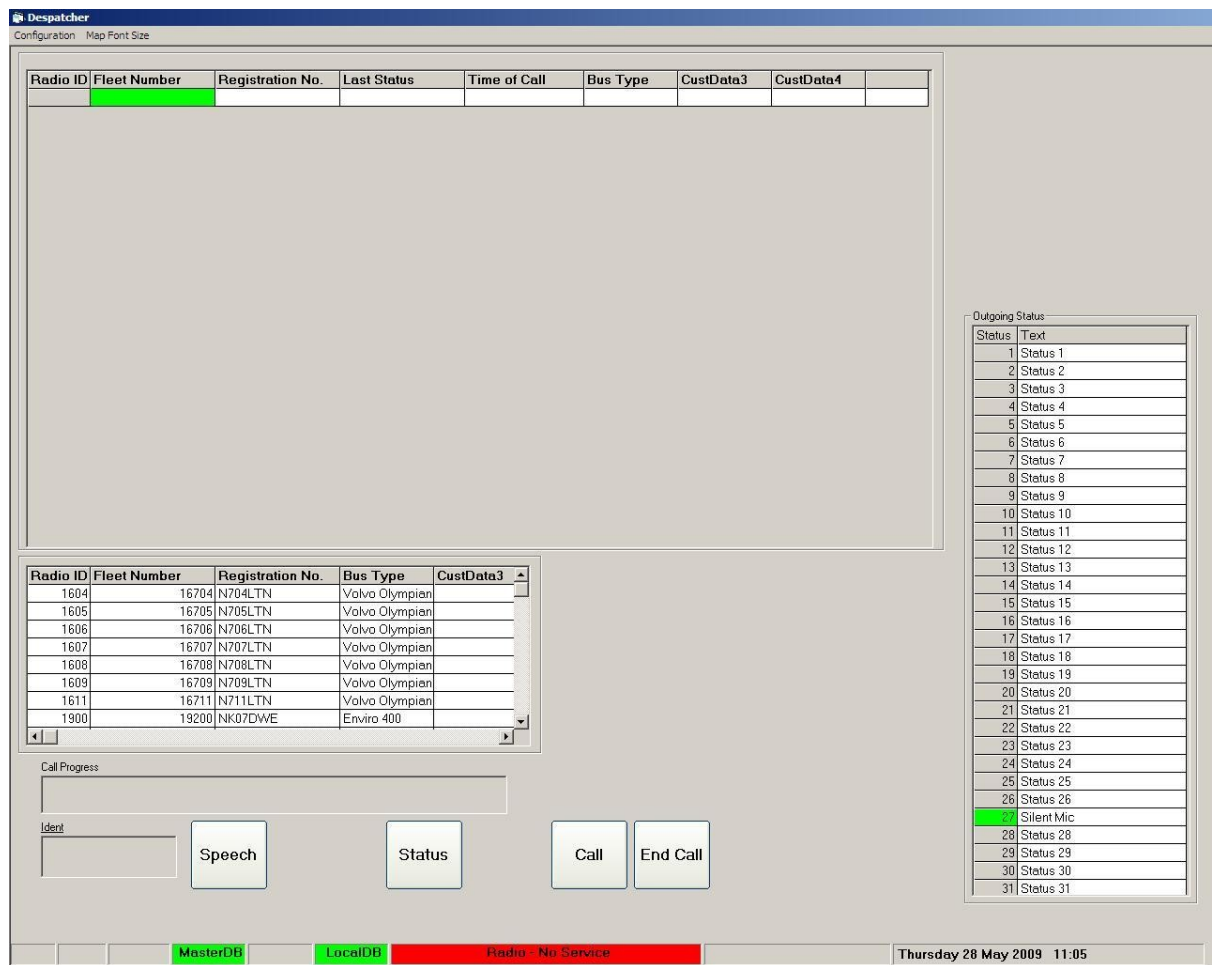 Despatcher
Configuration Map Font Size
Radio ID Fleet Number Registration No. Last Status Time of Call Bus Type CustData3 CustData4
Outgoing Status
Status Text
1 Status 1
2 Status 2
3 Status 3
4 Status 4
5 Status 5
6 Status 6
7 Status 7
8 Status 8
9 Status 9
10 Status 10
11 Status 11
12 Status 12
13 Status 13
14 Status 14
15 Status 15
16 Status 16
17 Status 17
18 Status 18
19 Status 19
20 Status 20
21 Status 21
22 Status 22
23 Status 23
24 Status 24
25 Status 25
26 Status 26
27 Silent Mic
28 Status 28
29 Status 29
30 Status 30
31 Status 31
Radio ID Fleet Number Registration No. Bus Type CustData3
1604 16704 N704LTN Volvo Olympian
1605 16705 N705LTN Volvo Olympian
1606 16706 N706LTN Volvo Olympian
1607 16707 N707LTN Volvo Olympian
1608 16708 N708LTN Volvo Olympian
1609 16709 N709LTN Volvo Olympian
1611 16711 N711LTN Volvo Olympian
1900 19200 NK07DWE Enviro 400
Call Progress
Ident
Speech Status Call End Call
MasterDB LocalDB Radio - No Service Thursday 28 May 2009 11:05